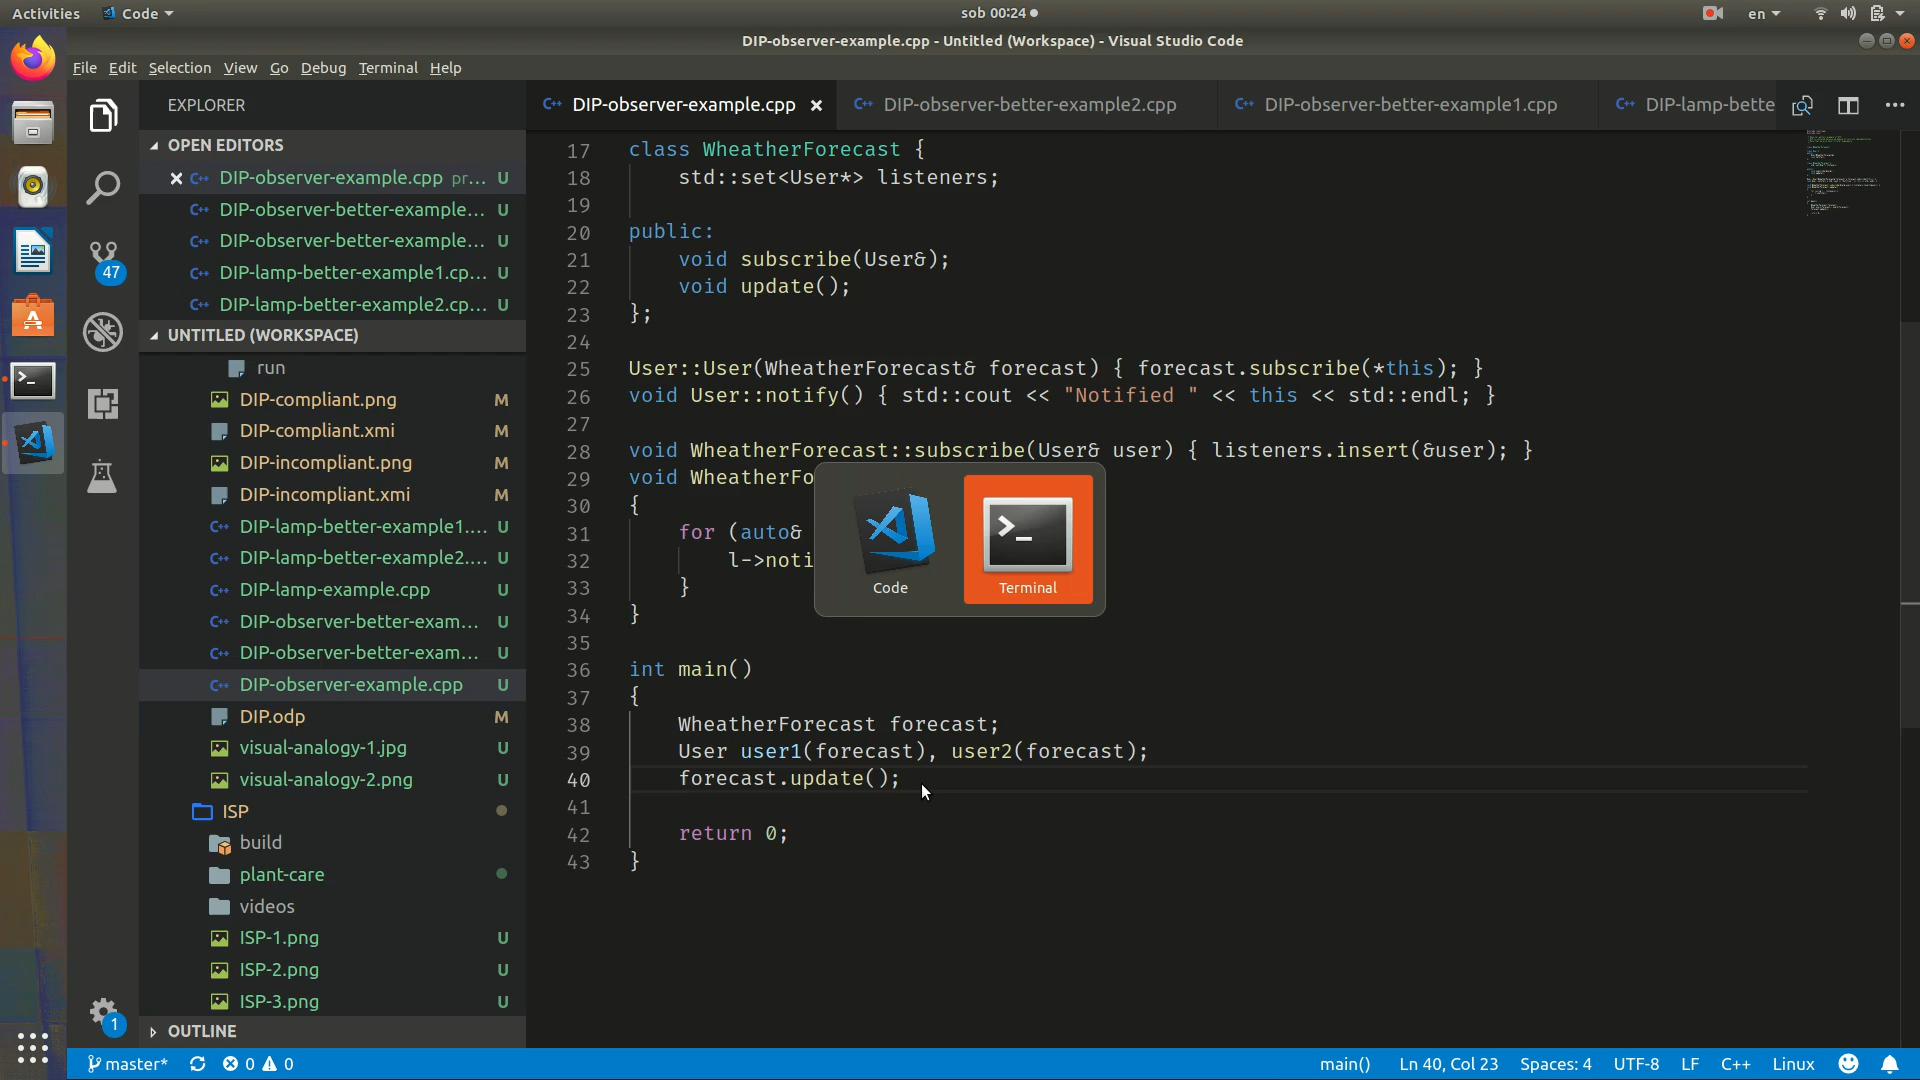 Activities
Code
sob 00:24
en
DIP-observer-example.cpp - Untitled (Workspace) - Visual Studio Code
File Edit Selection View Go Debug Terminal Help
EXPLORER
OPEN EDITORS
DIP-observer-example.cpp pr... U
DIP-observer-better-example... U
DIP-observer-better-example... U
DIP-lamp-better-example1.cp... U
DIP-lamp-better-example2.cp... U
UNTITLED (WORKSPACE)
run
DIP-compliant.png M
DIP-compliant.xmi M
DIP-incompliant.png M
DIP-incompliant.xmi M
DIP-lamp-better-example1.... U
DIP-lamp-better-example2.... U
DIP-lamp-example.cpp U
DIP-observer-better-exam... U
DIP-observer-better-exam... U
DIP-observer-example.cpp U
DIP.odp M
visual-analogy-1.jpg U
visual-analogy-2.png U
ISP
build
plant-care
videos
ISP-1.png U
ISP-2.png U
ISP-3.png U
OUTLINE
47
1
DIP-observer-example.cpp
DIP-observer-better-example2.cpp
DIP-observer-better-example1.cpp
DIP-lamp-bette
17 class WheatherForecast {
18 std::set<User*> listeners;
19
20 public:
21 void subscribe(User&);
22 void update();
23 };
24
25 User::User(WheatherForecast& forecast) { forecast.subscribe(*this); }
26 void User::notify() { std::cout << "Notified " << this << std::endl; }
27
28 void WheatherForecast::subscribe(User& user) { listeners.insert(&user); }
29 void WheatherFo
30 {
31 for (auto&
32 l->noti
33 }
34 }
35
36 int main()
37 {
38 WheatherForecast forecast;
39 User user1(forecast), user2(forecast);
40 forecast.update();
41
42 return 0;
43 }
Code
Terminal
master* 0 0
main() Ln 40, Col 23 Spaces: 4 UTF-8 LF C++ Linux